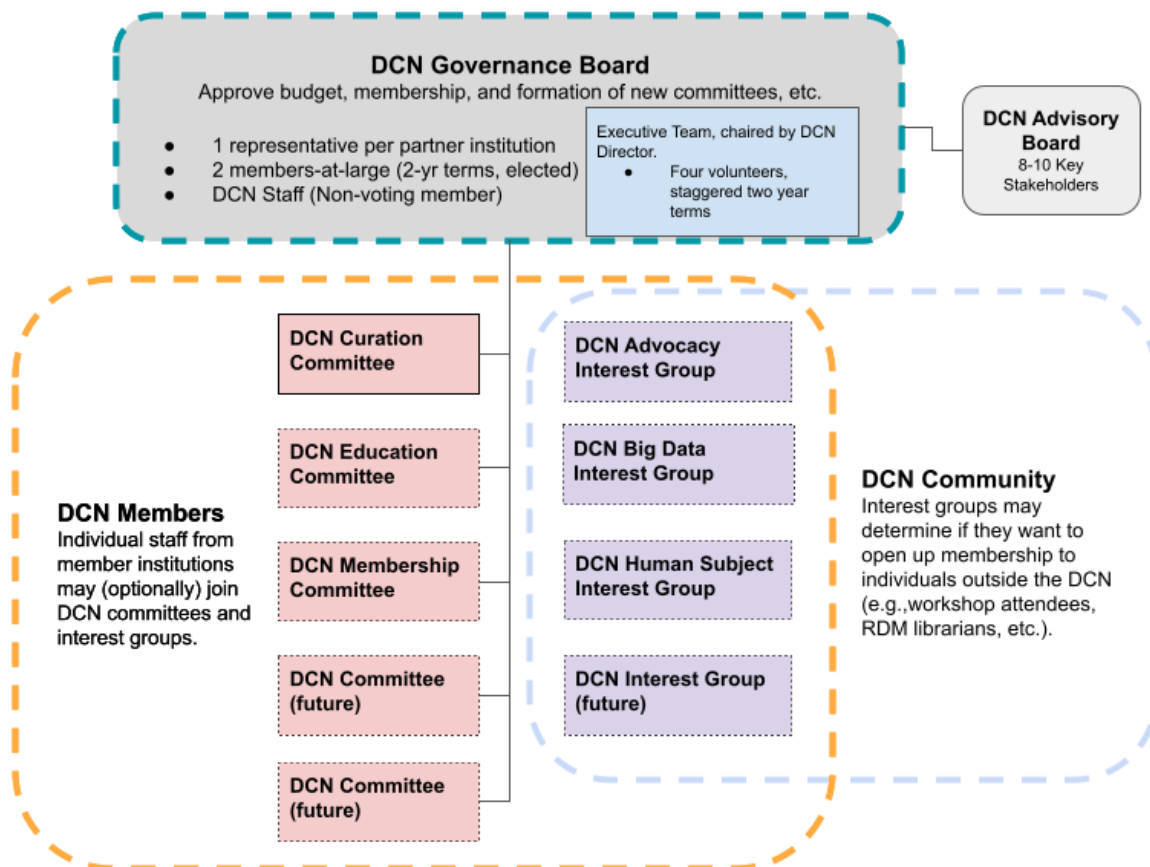 DCN Governance Board
Approve budget, membership, and formation of new committees, etc.
● 1 representative per partner institution
● 2 members-at-large (2-yr terms, elected)
● DCN Staff (Non-voting member)
Executive Team, chaired by DCN
Director.
● Four volunteers,
staggered two year
terms
DCN Advisory
Board
8-10 Key
Stakeholders
DCN Members
Individual staff from
member institutions
may (optionally) join
DCN committees and
interest groups.
DCN Curation
Committee
DCN Education
Committee
DCN Membership
Committee
DCN Committee
(future)
DCN Committee
(future)
DCN Advocacy
Interest Group
DCN Big Data
Interest Group
DCN Human Subject
Interest Group
DCN Interest Group
(future)
DCN Community
Interest groups may
determine if they want to
open up membership to
individuals outside the DCN
(e.g.,workshop attendees,
RDM librarians, etc.).